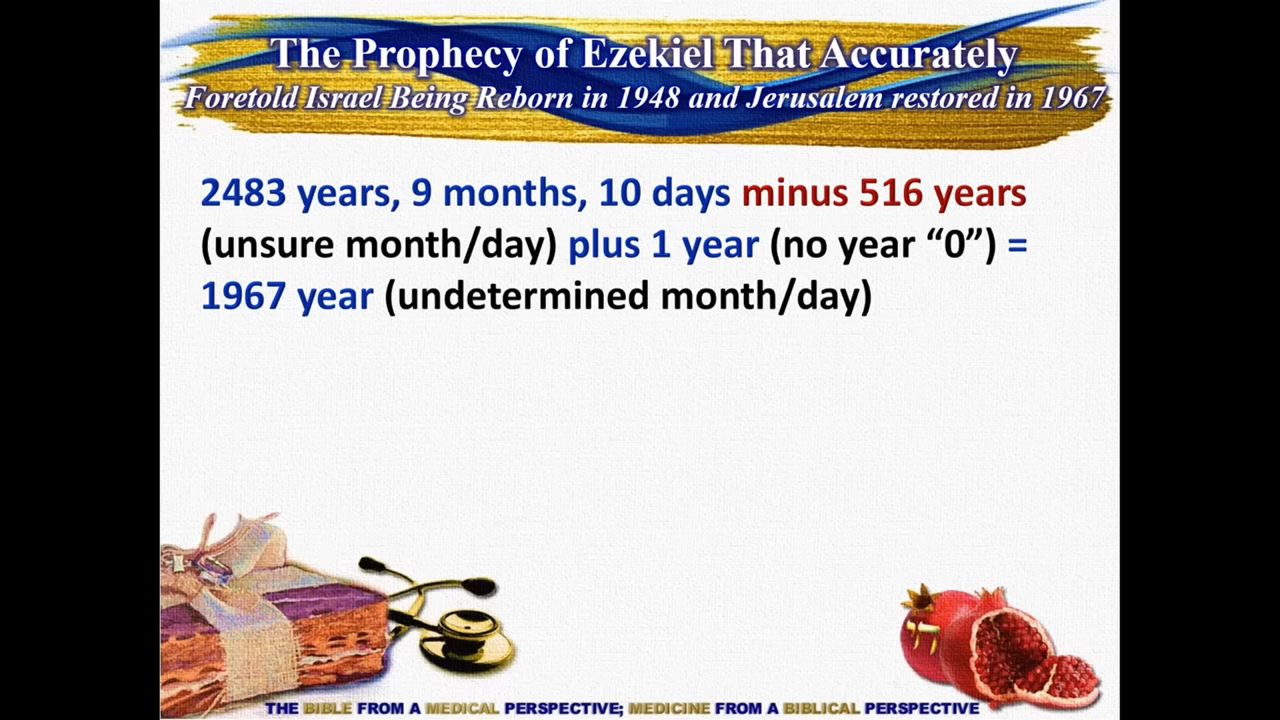 The Prophecy of Ezekiel That Accurately
Foretold Israel Being Reborn in 1948 and Jerusalem restored in 1967
2483 years, 9 months, 10 days minus 516 years
(unsure month/day) plus 1 year (no year “0”) =
1967 year (undetermined month/day)
חי
THE BIBLE FROM A MEDICAL PERSPECTIVE; MEDICINE FROM A BIBLICAL PERSPECTIVE